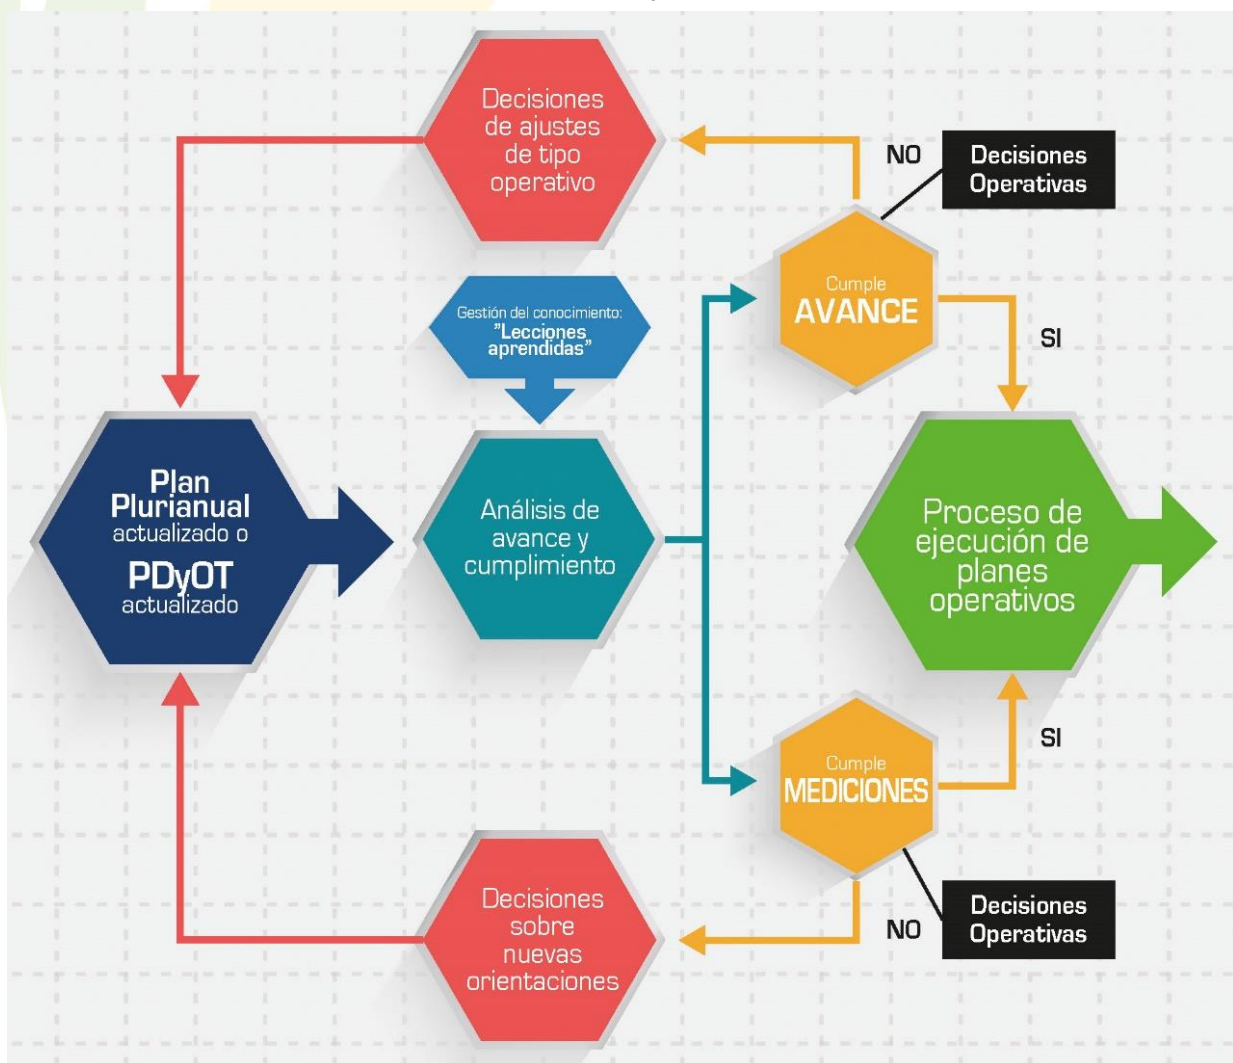 Decisiones
de ajustes
de tipo
operativo
NO
Decisiones
Operativas
Gestión del conocimiento:
"Lecciones
aprendidas"
Cumple
AVANCE
SI
Plan
Plurianual
actualizado o
PDyOT
actualizado
Análisis de
avance y
cumplimiento
Proceso de
ejecución de
planes
operativos
SI
Cumple
MEDICIONES
Decisiones
sobre
nuevas
orientaciones
NO
Decisiones
Operativas